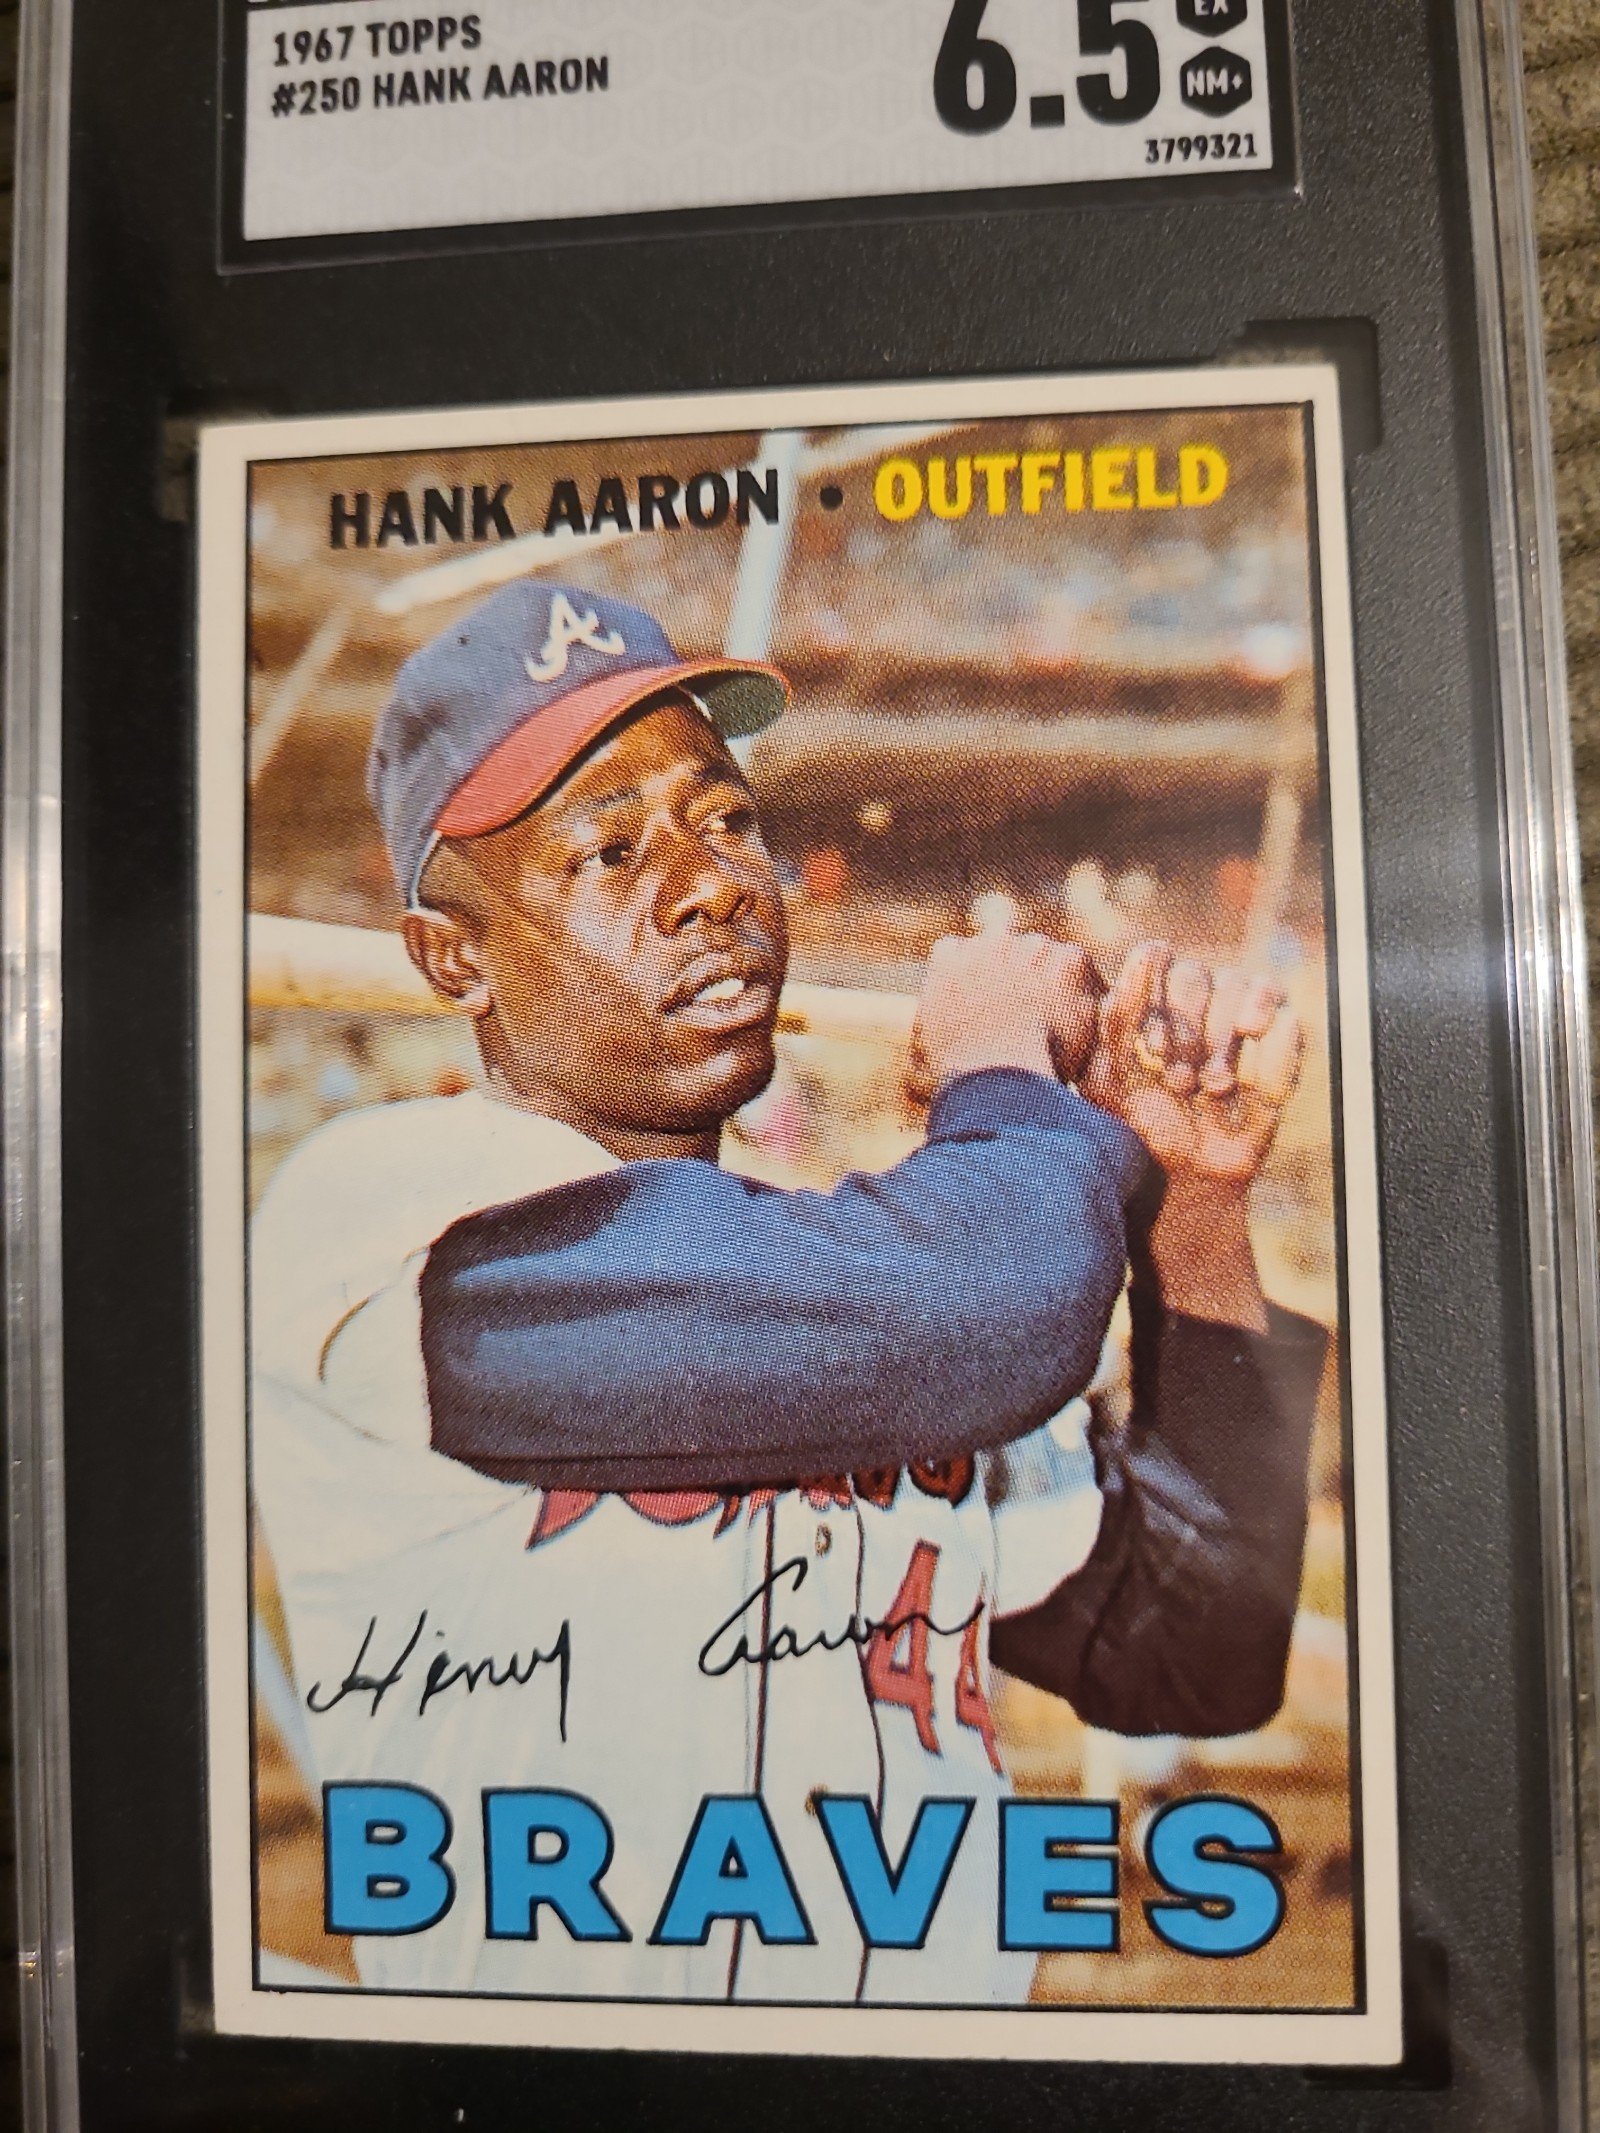 1967 TOPPS
#250 HANK AARON
6.5
EX
NM+
3799321
HANK AARON • OUTFIELD
A
44
Henry Aaron
BRAVES